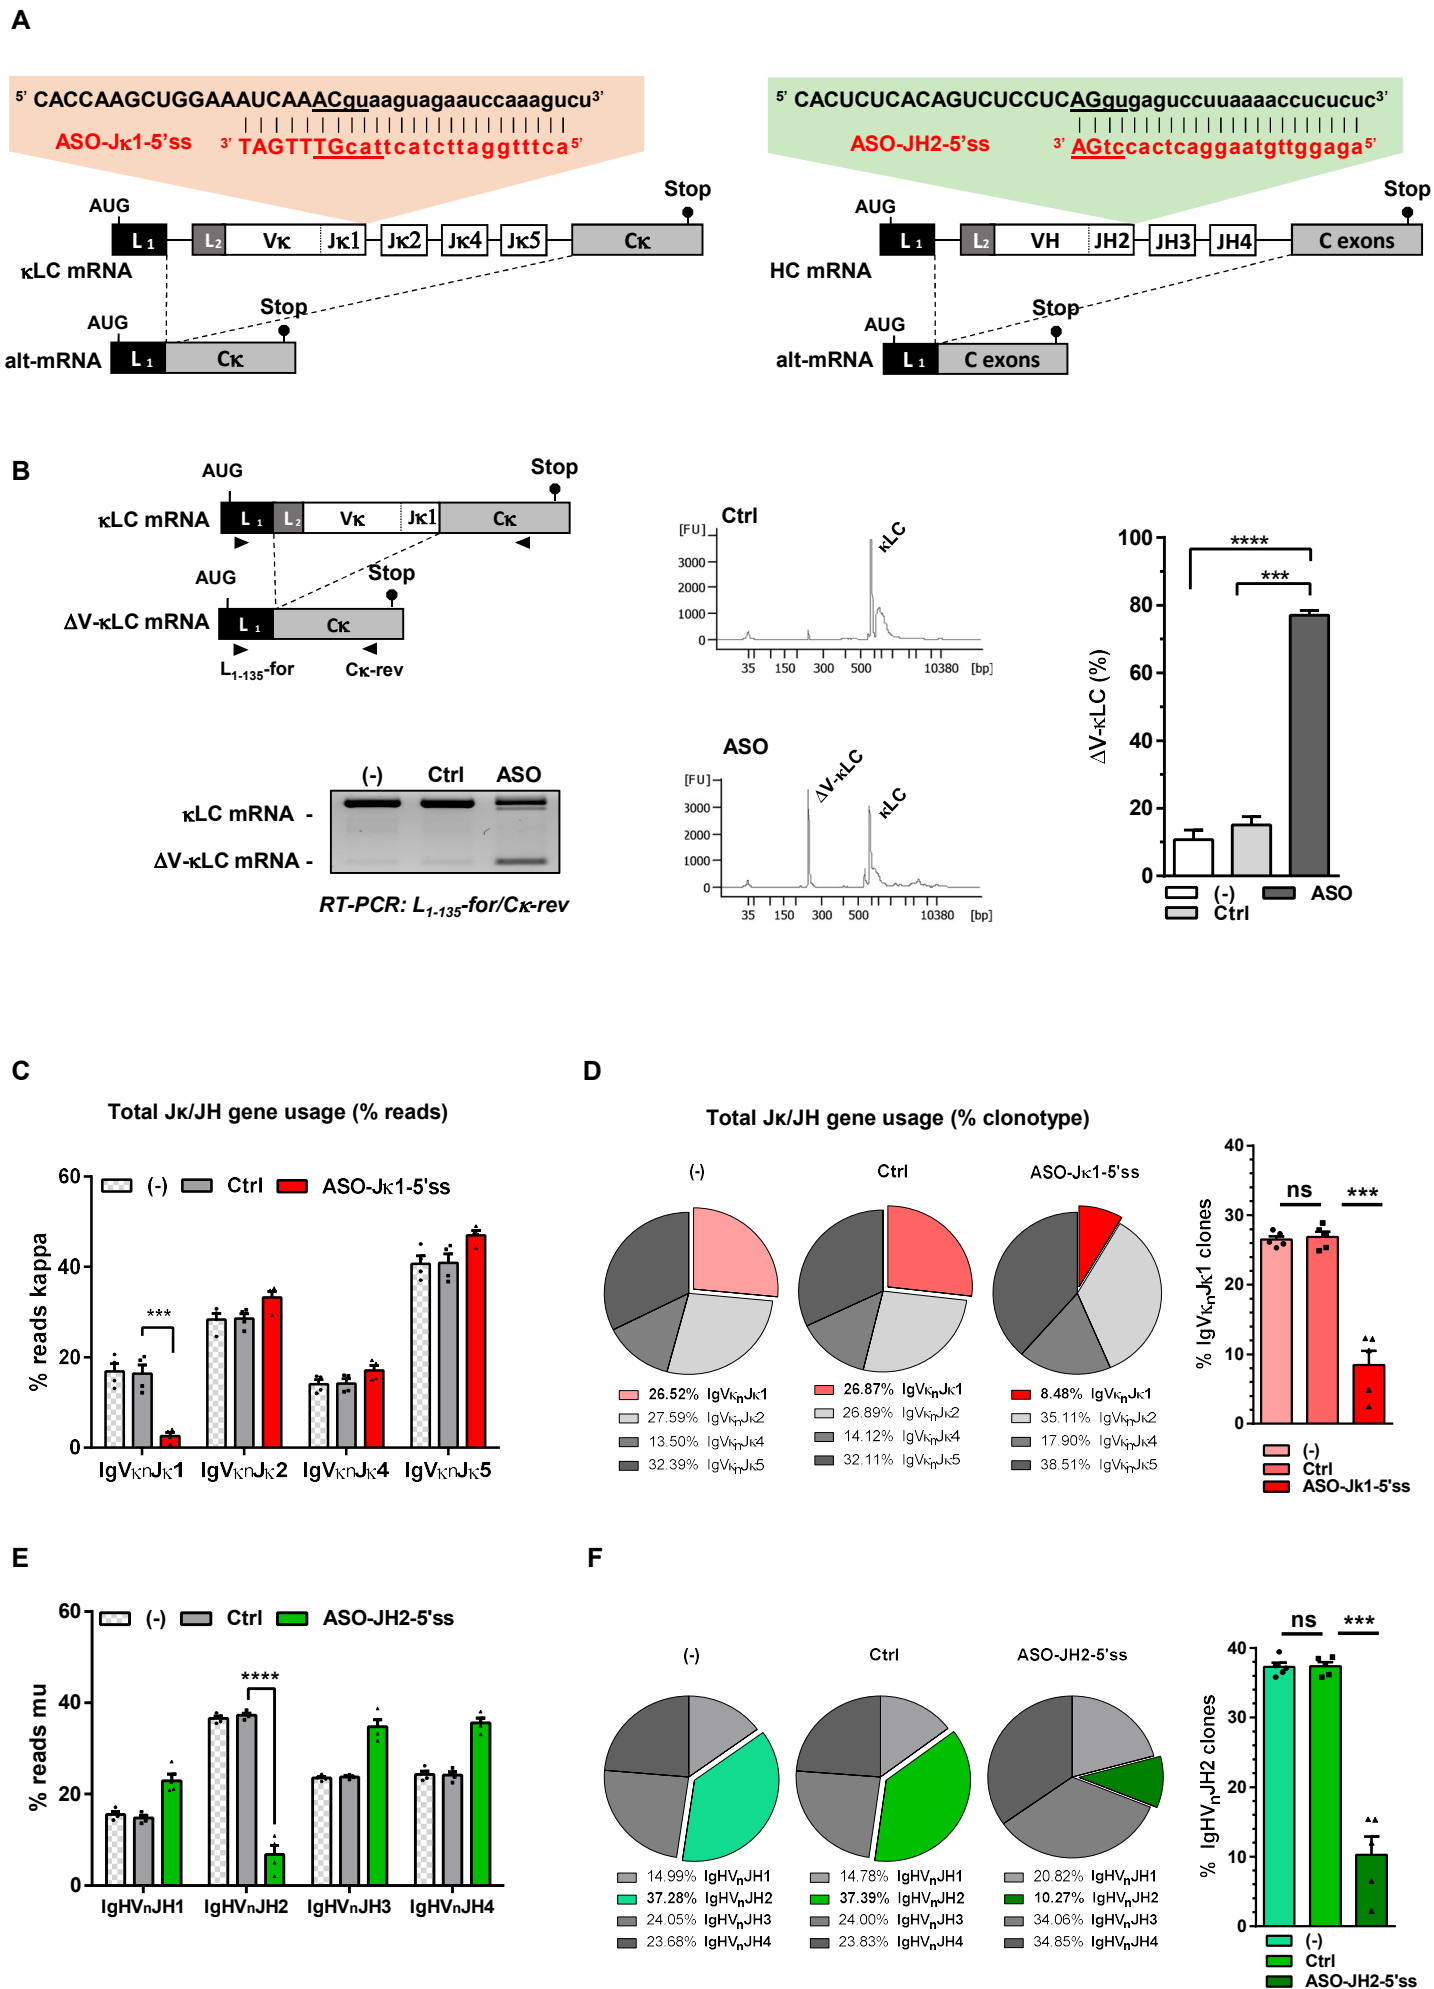 A
5’ CACCAAGCUGGAAAUCAAACguaaguagaauccaaagucu3’
ASO-Jκ1-5’ss 3’ TAGTTTGcattcatcttaggtttca5’
AUG
Stop
L 1 L2 Vκ Jκ1 Jκ2 Jκ4 Jκ5 Cκ
κLC mRNA
AUG
Stop
alt-mRNA L 1 Cκ
5’ CACUCUCACAGUCUCCUCAGgugaguccuuaaaaccucucuc3’
ASO-JH2-5’ss 3’ AGtccactcaggaatgttggaga5’
Stop
AUG
L 1 L2 VH JH2 JH3 JH4 C exons
HC mRNA
AUG
Stop
alt-mRNA L 1 C exons
B
AUG
Stop
κLC mRNA L 1 L2 Vκ Jκ1 Cκ
AUG
Stop
ΔV-κLC mRNA L 1 Cκ
L1-135-for Cκ-rev
(-) Ctrl ASO
κLC mRNA -
ΔV-κLC mRNA -
RT-PCR: L1-135-for/Cκ-rev
[FU] Ctrl
κLC
3000
2000
1000
0
35 150 300 500 10380 [bp]
ASO
[FU]
ΔV-κLC
κLC
3000
2000
1000
0
35 150 300 500 10380 [bp]
ΔV-κLC (%)
100
80
60
40
20
0
****
***
(-) ASO
Ctrl
C
Total Jκ/JH gene usage (% reads)
(-) Ctrl ASO-Jκ1-5'ss
% reads kappa
60
40
20
0
***
IgVκnJκ1 IgVκnJκ2 IgVκnJκ4 IgVκnJκ5
D
Total Jκ/JH gene usage (% clonotype)
(-) Ctrl ASO-Jκ1-5'ss
26.52% IgVκnJκ1
27.59% IgVκnJκ2
13.50% IgVκnJκ4
32.39% IgVκnJκ5
26.87% IgVκnJκ1
26.89% IgVκnJκ2
14.12% IgVκnJκ4
32.11% IgVκnJκ5
8.48% IgVκnJκ1
35.11% IgVκnJκ2
17.90% IgVκnJκ4
38.51% IgVκnJκ5
% IgVκnJκ1 clones
40
30
20
10
0
ns ***
(-)
Ctrl
ASO-Jk1-5'ss
E
(-) Ctrl ASO-JH2-5'ss
% reads mu
60
40
20
0
****
IgHVnJH1 IgHVnJH2 IgHVnJH3 IgHVnJH4
F
(-) Ctrl ASO-JH2-5'ss
14.99% IgHVnJH1
37.28% IgHVnJH2
24.05% IgHVnJH3
23.68% IgHVnJH4
14.78% IgHVnJH1
37.39% IgHVnJH2
24.00% IgHVnJH3
23.83% IgHVnJH4
20.82% IgHVnJH1
10.27% IgHVnJH2
34.06% IgHVnJH3
34.85% IgHVnJH4
% IgHVnJH2 clones
40
30
20
10
0
ns ***
(-)
Ctrl
ASO-JH2-5'ss